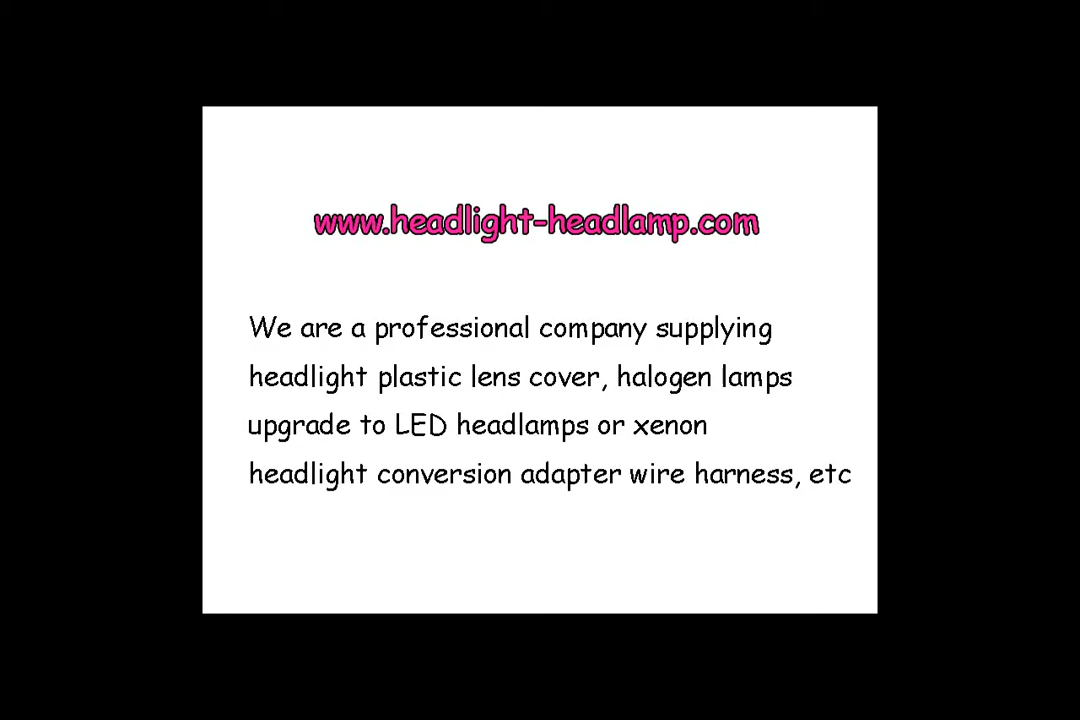 www.headlight-headlamp.com
We are a professional company supplying
headlight plastic lens cover, halogen lamps
upgrade to LED headlamps or xenon
headlight conversion adapter wire harness, etc